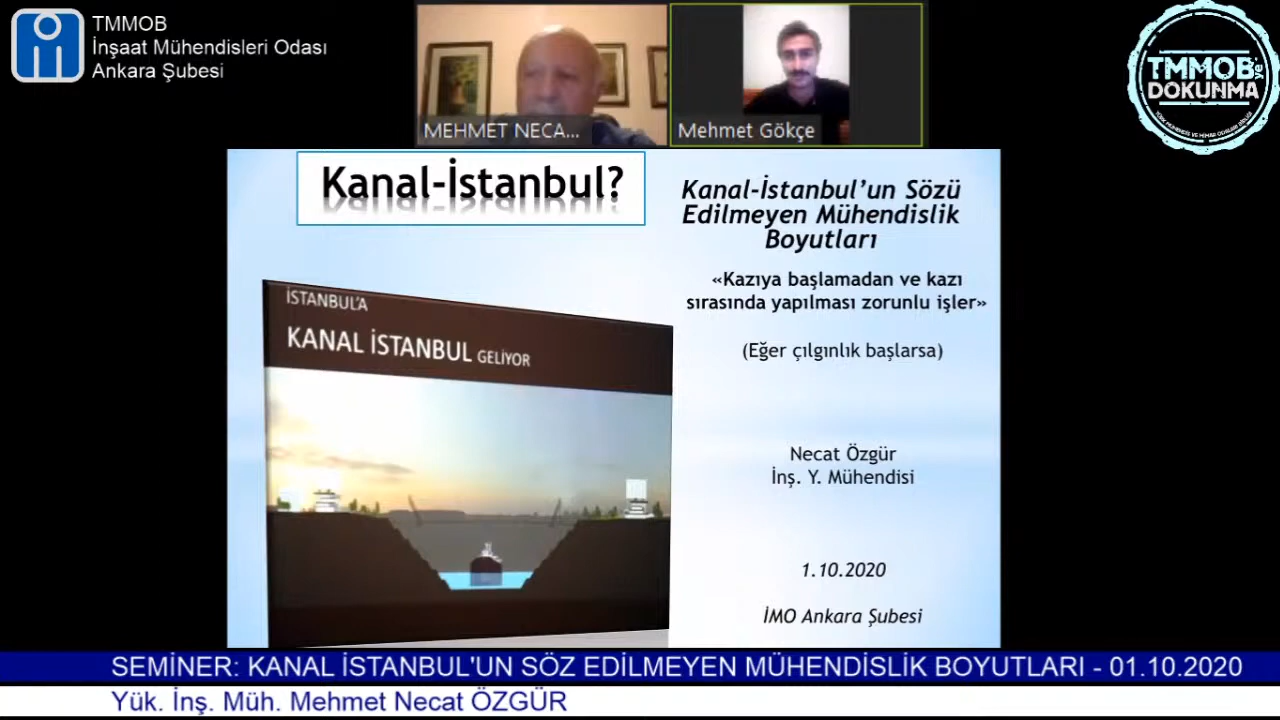 TMMOB
İnşaat Mühendisleri Odası
Ankara Şubesi
MEHMET NECA...
Mehmet Gökçe
TMMOB'ye
DOKUNMA
Kanal-İstanbul?
Kanal-İstanbul'un Sözü
Edilmeyen Mühendislik
Boyutları
«Kazıya başlamadan ve kazı
sırasında yapılması zorunlu işler»
(Eğer çılgınlık başlarsa)
İSTANBUL'A
KANAL İSTANBUL GELİYOR
Necat Özgür
İnş. Y. Mühendisi
1.10.2020
İMO Ankara Şubesi
SEMİNER: KANAL İSTANBUL'UN SÖZ EDİLMEYEN MÜHENDİSLİK BOYUTLARI - 01.10.2020
Yük. İnş. Müh. Mehmet Necat ÖZGÜR